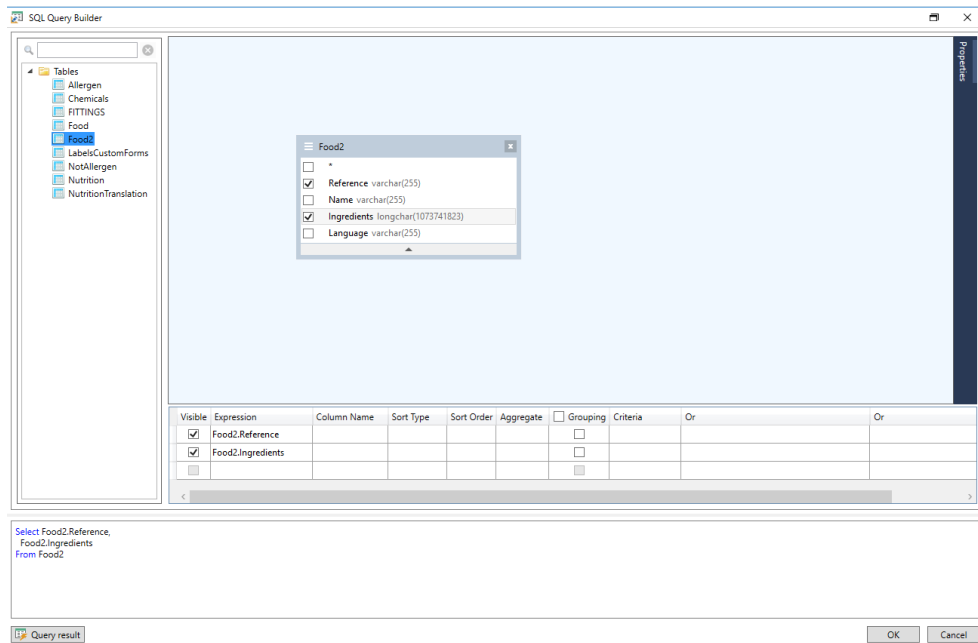 SQL Query Builder
Tables
Allergen
Chemicals
FITTINGS
Food
Food2
LabelsCustomForms
NotAllergen
Nutrition
NutritionTranslation
Properties
Food2
*
Reference varchar(255)
Name varchar(255)
Ingredients longchar(1073741823)
Language varchar(255)
Visible Expression Column Name Sort Type Sort Order Aggregate Grouping Criteria Or Or
Food2.Reference
Food2.Ingredients
Select Food2.Reference,
Food2.Ingredients
From Food2
Query result OK Cancel